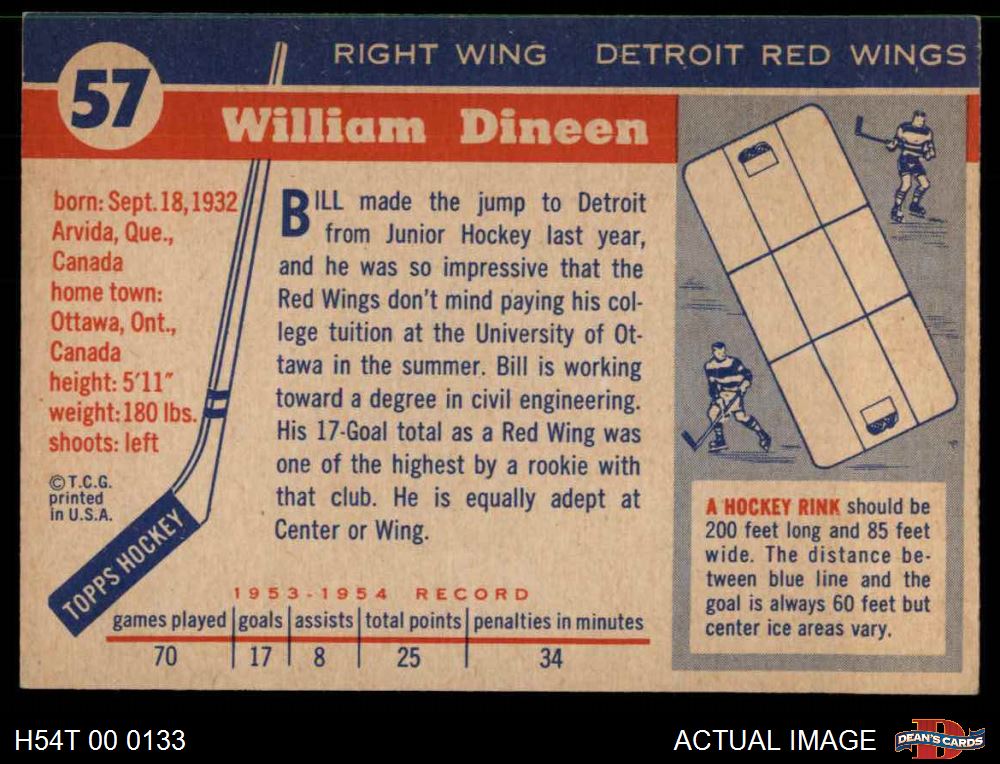 57
RIGHT WING DETROIT RED WINGS
William Dineen
born: Sept. 18, 1932
Arvida, Que.,
Canada
home town:
Ottawa, Ont.,
Canada
height: 5'11"
weight: 180 lbs.
shoots: left
© T.C.G.
printed
in U.S.A.
TOPPS HOCKEY
BILL made the jump to Detroit
from Junior Hockey last year,
and he was so impressive that the
Red Wings don't mind paying his col-
lege tuition at the University of Ot-
tawa in the summer. Bill is working
toward a degree in civil engineering.
His 17-Goal total as a Red Wing was
one of the highest by a rookie with
that club. He is equally adept at
Center or Wing.
1953-1954 RECORD
games played goals assists total points penalties in minutes
70 17 8 25 34
A HOCKEY RINK should be
200 feet long and 85 feet
wide. The distance be-
tween blue line and the
goal is always 60 feet but
center ice areas vary.
H54T 00 0133
ACTUAL IMAGE
DEAN'S CARDS